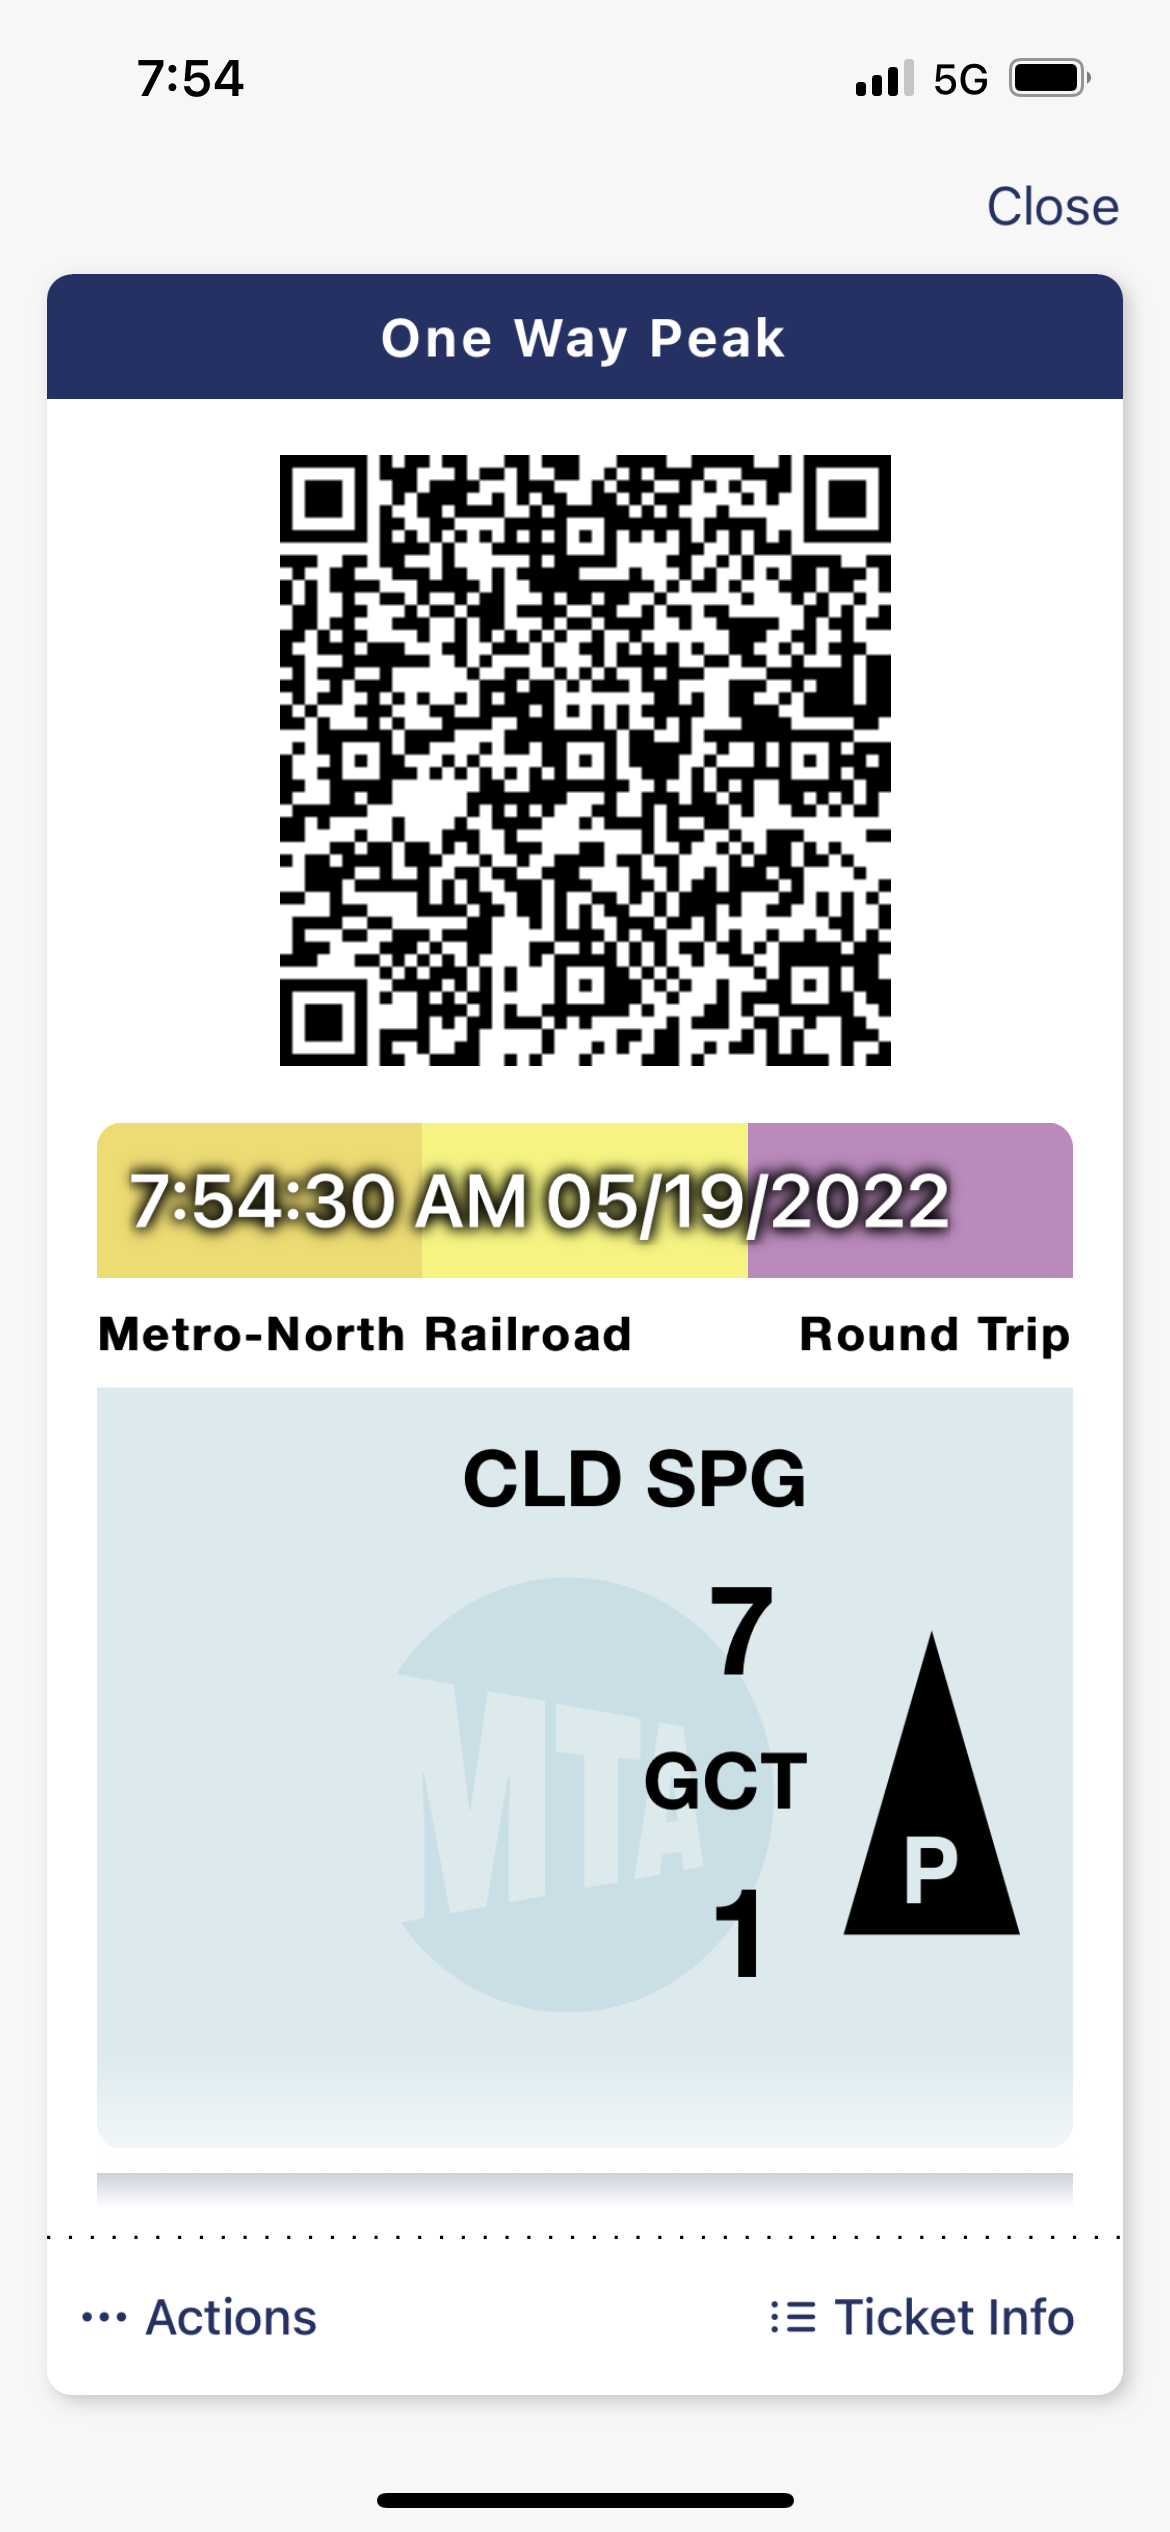 7:54 5G
Close
One Way Peak
7:54:30 AM 05/19/2022
Metro-North Railroad Round Trip
CLD SPG
7
MTA
GCT
P
1
Actions Ticket Info